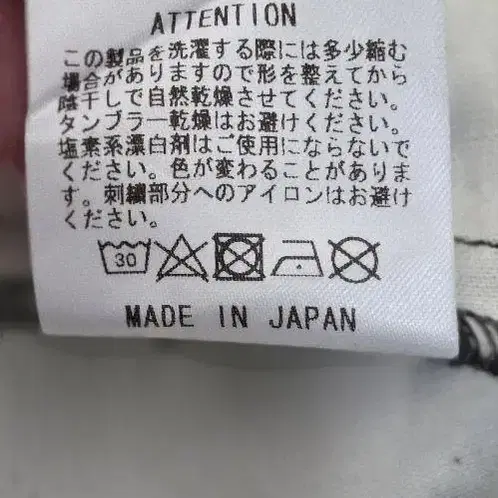 ATTENTION
この製品を洗濯する際には多少縮む
場合がありますので形を整えてから
陰干しで自然乾燥させてください。
タンブラー乾燥はお避けください。
塩素系漂白剤はご使用にならないで
ください。色が変わることがありま
す。刺繍部分へのアイロンはお避け
ください。
30
MADE IN JAPAN